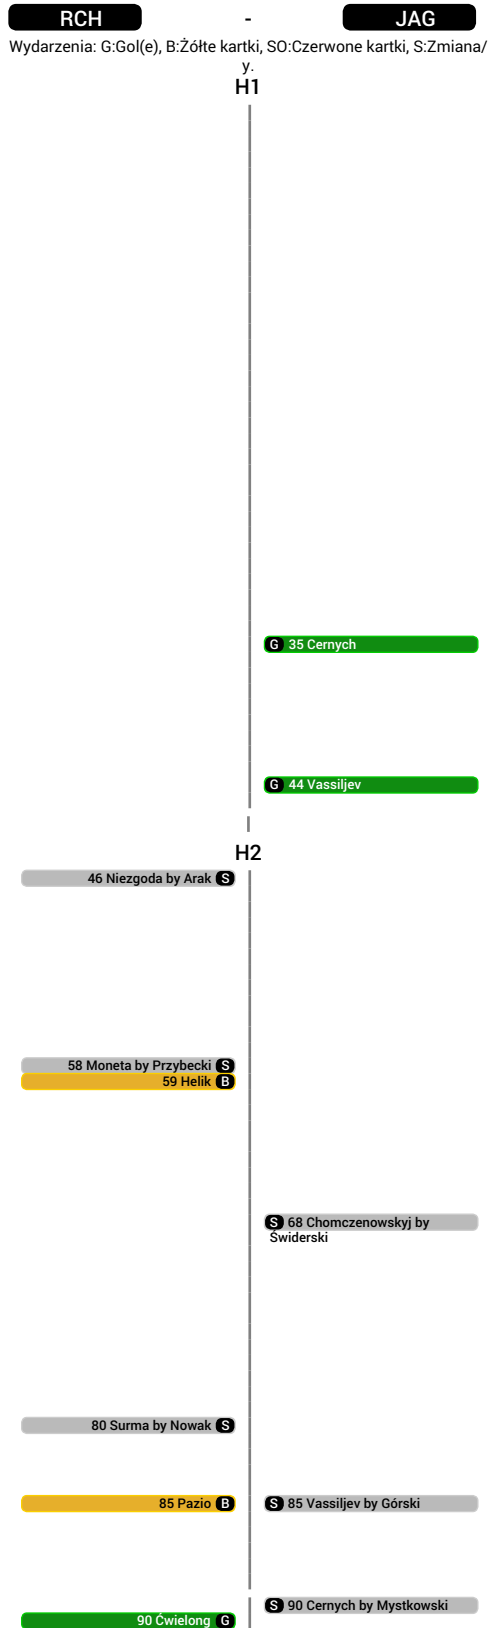 RCH - JAG
Wydarzenia: G:Gol(e), B:Żółte kartki, SO:Czerwone kartki, S:Zmiana/
y.
H1
G 35 Cernych
G 44 Vassiljev
H2
46 Niezgoda by Arak S
58 Moneta by Przybecki S
59 Helik B
S 68 Chomczenowskyj by
Świderski
80 Surma by Nowak S
85 Pazio B
S 85 Vassiljev by Górski
S 90 Cernych by Mystkowski
90 Ćwielong G